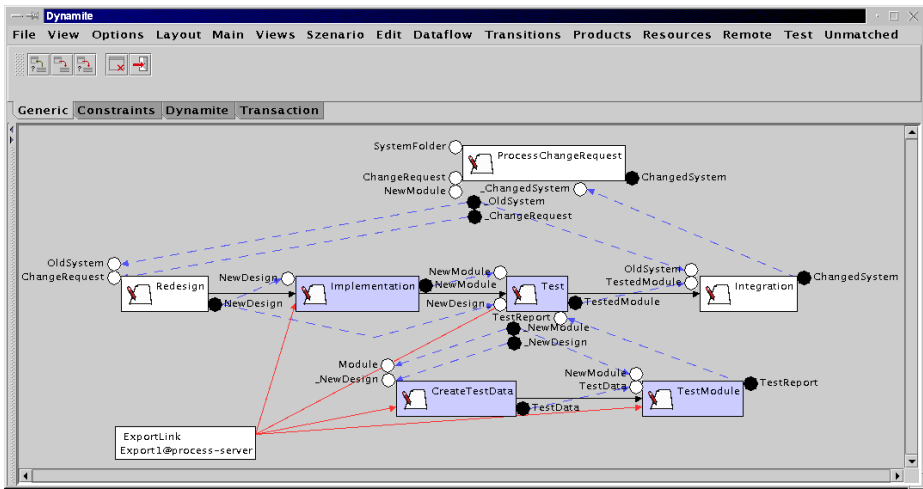 Dynamite
File View Options Layout Main Views Szenario Edit Dataflow Transitions Products Resources Remote Test Unmatched
Generic Constraints Dynamite Transaction
SystemFolder
ProcessChangeRequest
ChangeRequest
ChangedSystem
NewModule
_ChangedSystem
_OldSystem
_ChangeRequest
OldSystem
ChangeRequest
Redesign
NewDesign
NewDesign
Implementation
NewModule
NewModule
NewDesign
Test
TestedModule
OldSystem
TestedModule
Integration
ChangedSystem
TestReport
_NewModule
_NewDesign
Module
_NewDesign
CreateTestData
TestData
NewModule
TestData
TestModule
TestReport
ExportLink
Export1@process-server